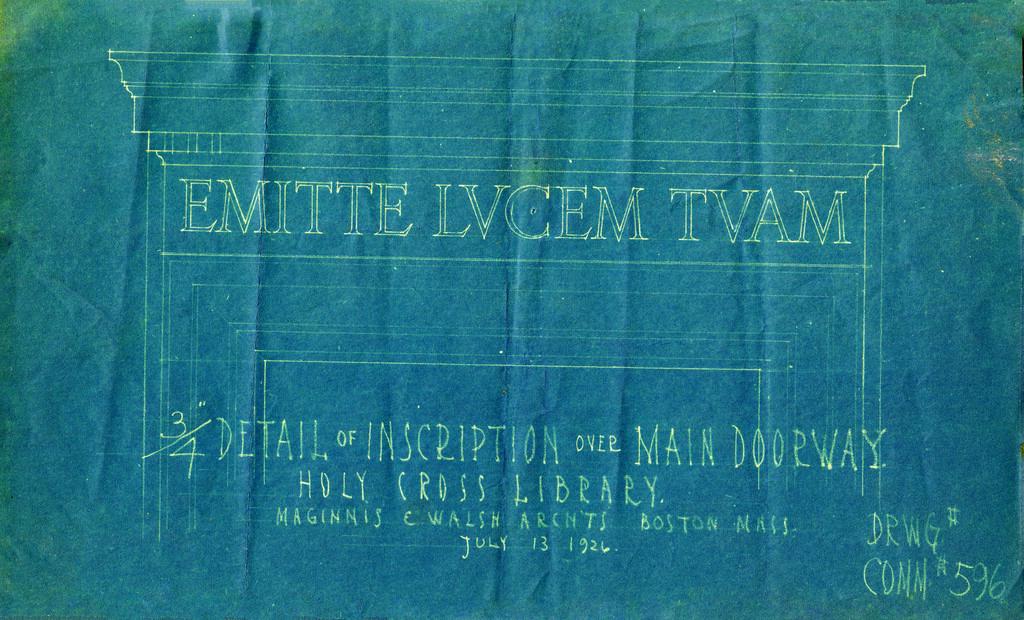 EMITTE LVCEM TVAM
3/4" DETAIL OF INSCRIPTION OVER MAIN DOORWAY.
HOLY CROSS LIBRARY.
MAGINNIS & WALSH ARCHTS BOSTON MASS.
JULY 13 1926.
DRWG #
COMM # 596